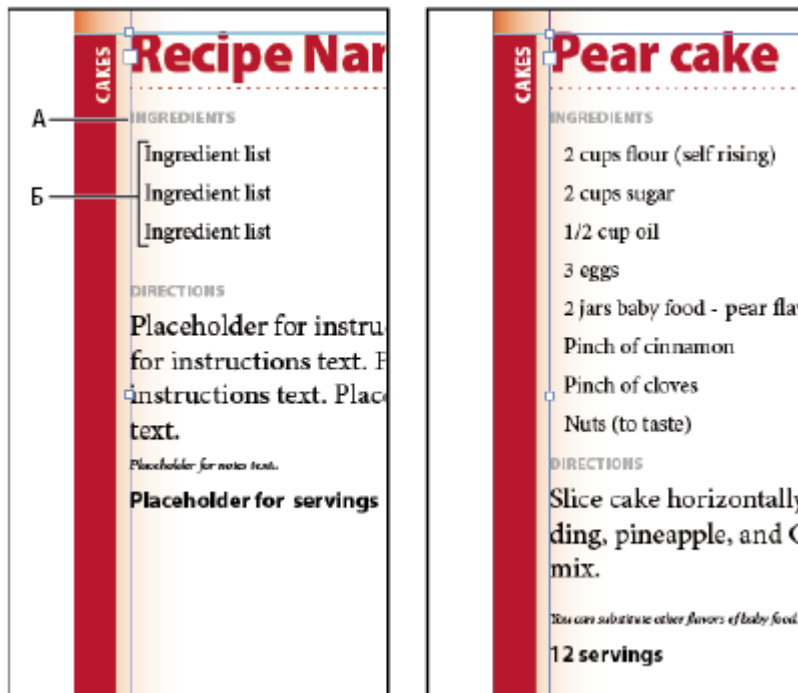 CAKES
Recipe Nar
А
INGREDIENTS
Ingredient list
Б
Ingredient list
Ingredient list
DIRECTIONS
Placeholder for instru
for instructions text. P
instructions text. Place
text.
Placeholder for notes text..
Placeholder for servings
CAKES
Pear cake
INGREDIENTS
2 cups flour (self rising)
2 cups sugar
1/2 cup oil
3 eggs
2 jars baby food - pear flav
Pinch of cinnamon
Pinch of cloves
Nuts (to taste)
DIRECTIONS
Slice cake horizontally
ding, pineapple, and C
mix.
You can substitute other flavors of baby food.
12 servings